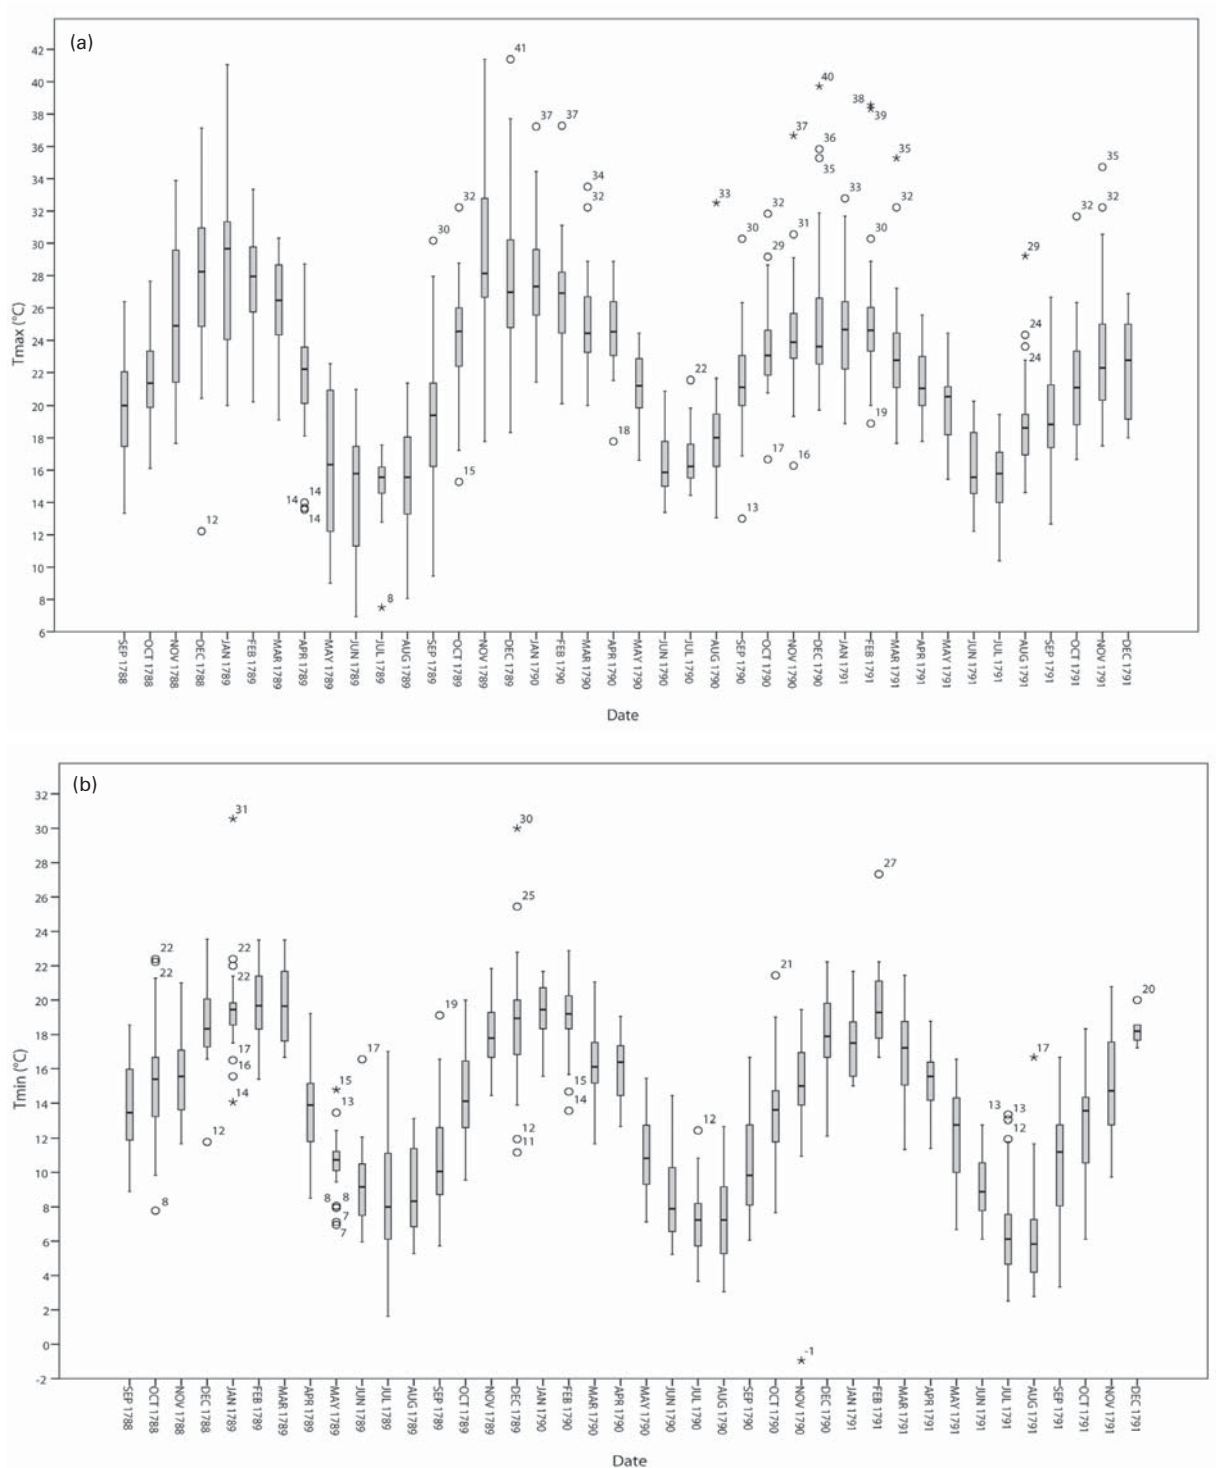 (a)
42
40
38
36
34
32
30
28
26
24
22
20
18
16
14
12
10
8
6
Tmax (°C)
12
14
14
14
8
30
32
15
41
37
37
34
32
18
22
33
30
13
32
29
17
37
31
16
40
36
35
33
38
39
30
19
35
32
29
24
24
32
35
32
SEP 1788
OCT 1788
NOV 1788
DEC 1788
JAN 1789
FEB 1789
MAR 1789
APR 1789
MAY 1789
JUN 1789
JUL 1789
AUG 1789
SEP 1789
OCT 1789
NOV 1789
DEC 1789
JAN 1790
FEB 1790
MAR 1790
APR 1790
MAY 1790
JUN 1790
JUL 1790
AUG 1790
SEP 1790
OCT 1790
NOV 1790
DEC 1790
JAN 1791
FEB 1791
MAR 1791
APR 1791
MAY 1791
JUN 1791
JUL 1791
AUG 1791
SEP 1791
OCT 1791
NOV 1791
DEC 1791
Date
(b)
32
30
28
26
24
22
20
18
16
14
12
10
8
6
4
2
0
-2
Tmin (°C)
22
22
8
12
31
22
22
17
16
14
15
13
8
8
7
7
17
19
30
25
12
11
15
14
12
21
-1
27
13
13
12
17
20
SEP 1788
OCT 1788
NOV 1788
DEC 1788
JAN 1789
FEB 1789
MAR 1789
APR 1789
MAY 1789
JUN 1789
JUL 1789
AUG 1789
SEP 1789
OCT 1789
NOV 1789
DEC 1789
JAN 1790
FEB 1790
MAR 1790
APR 1790
MAY 1790
JUN 1790
JUL 1790
AUG 1790
SEP 1790
OCT 1790
NOV 1790
DEC 1790
JAN 1791
FEB 1791
MAR 1791
APR 1791
MAY 1791
JUN 1791
JUL 1791
AUG 1791
SEP 1791
OCT 1791
NOV 1791
DEC 1791
Date